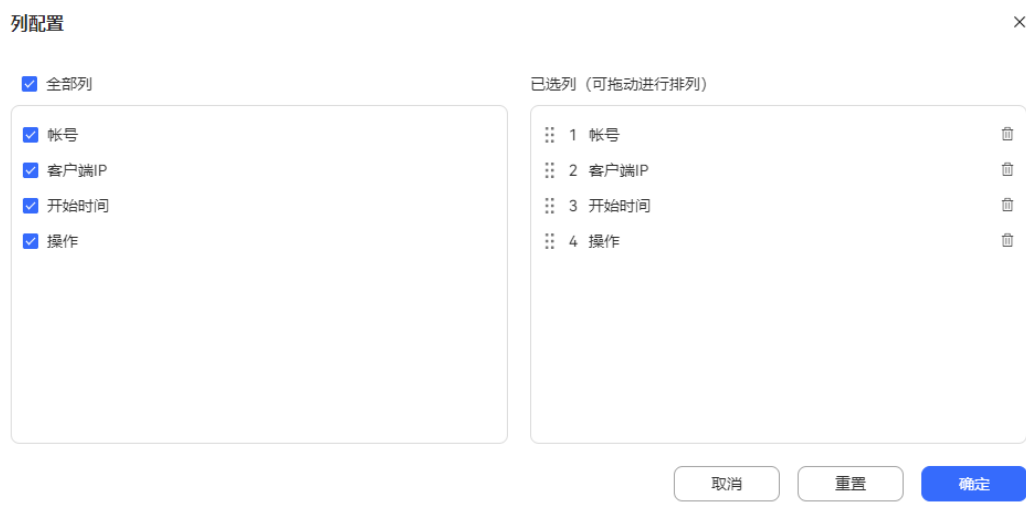 列配置
全部列
帐号
客户端IP
开始时间
操作
已选列（可拖动进行排列）
1 帐号
2 客户端IP
3 开始时间
4 操作
取消
重置
确定